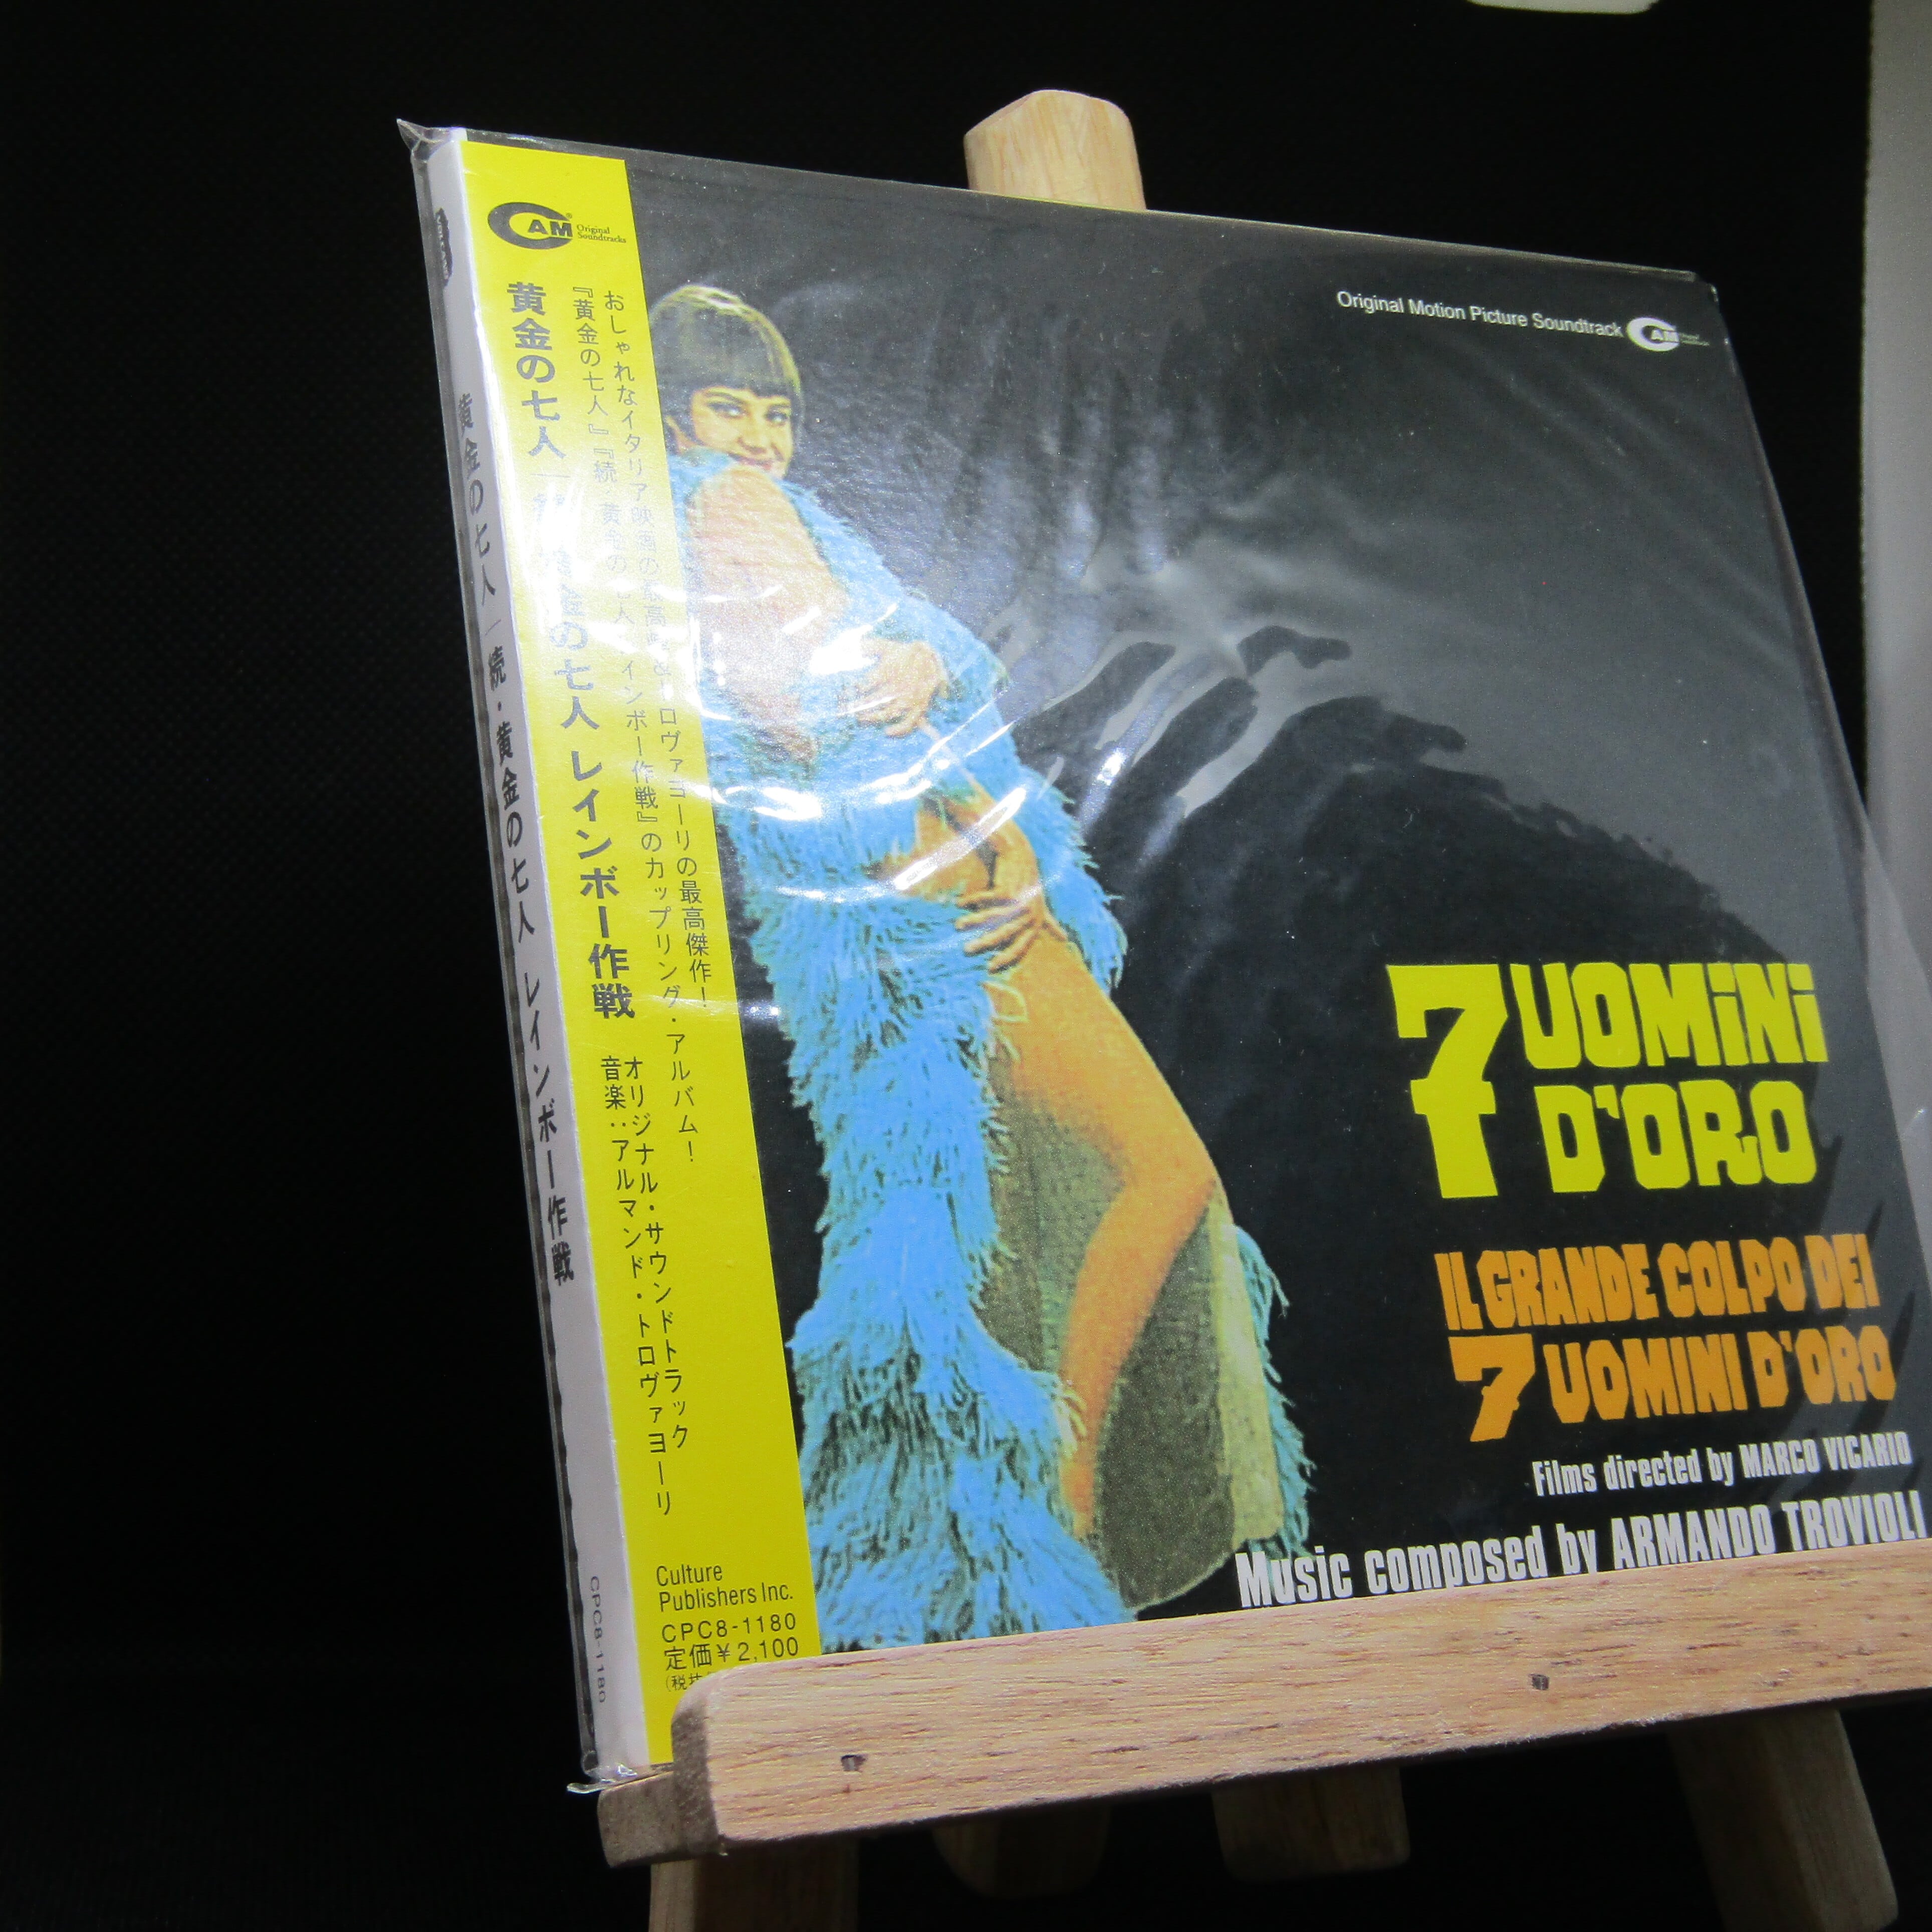 CAM Original Soundtracks
おしゃれなイタリア映画の最高 ロヴァヨーリの最高傑作!
『黄金の七人』『続・黄金の七人 インボー作戦』のカップリング・アルバム!
黄金の七人 金の七人 レインボー作戦
オリジナル・サウンドトラック
音楽:アルマンド・トロヴァヨーリ
Culture
Publishers Inc.
CPC8-1180
定価¥2,100
黄金の七人/続・黄金の七人 レインボー作戦
CPC8-1180
Original Motion Picture Soundtrack CAM
7 UOMiNi
D'ORO
IL GRANDE COLPO DEI
7 UOMINI D'ORO
Films directed by MARCO VICARIO
Music composed by ARMANDO TROVIOLI